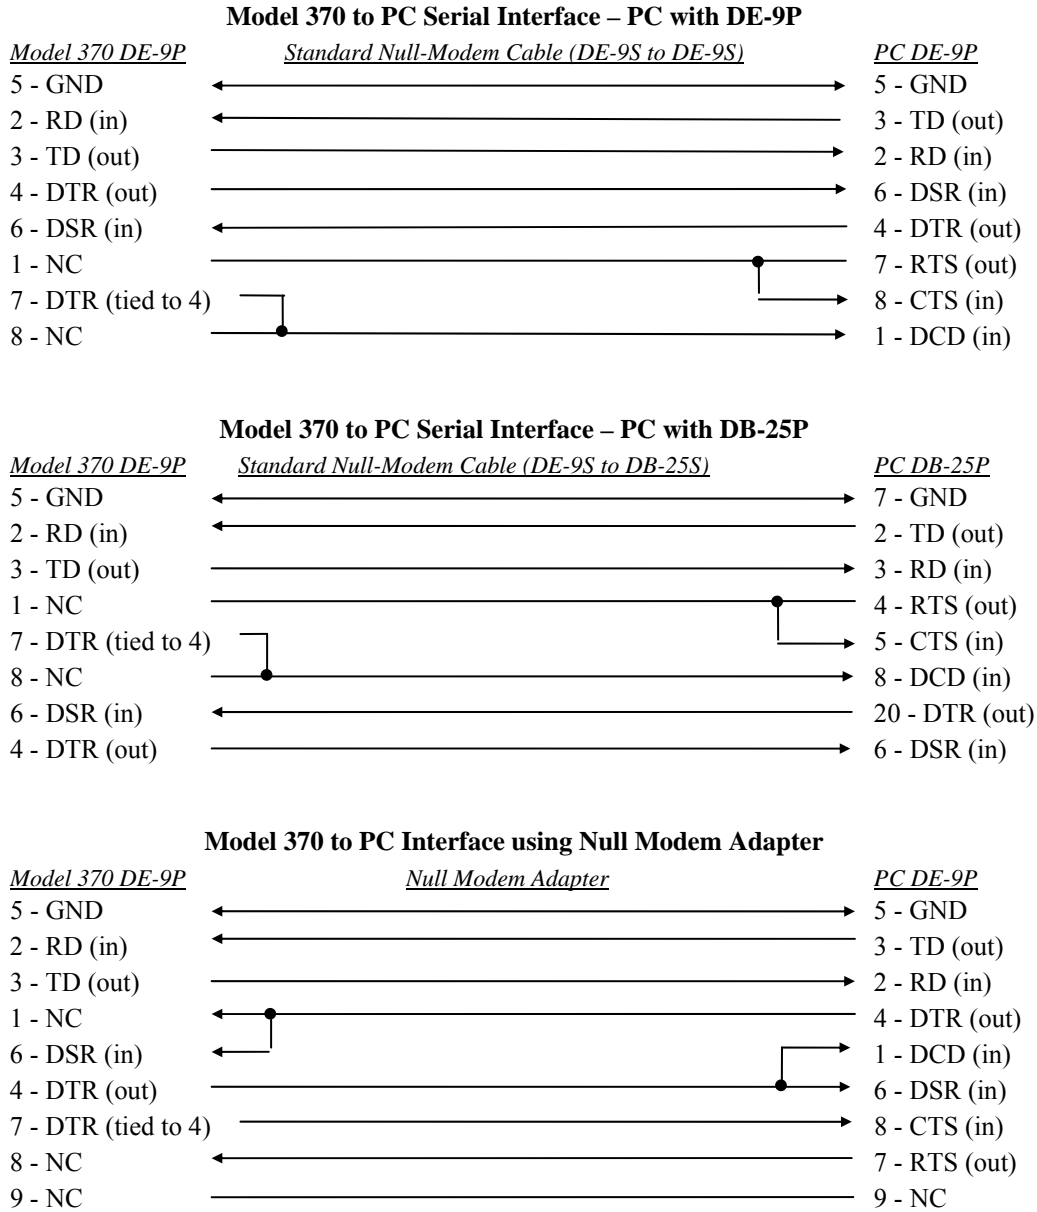 Model 370 to PC Serial Interface – PC with DE-9P
Model 370 DE-9P Standard Null-Modem Cable (DE-9S to DE-9S) PC DE-9P
5 - GND 5 - GND
2 - RD (in) 3 - TD (out)
3 - TD (out) 2 - RD (in)
4 - DTR (out) 6 - DSR (in)
6 - DSR (in) 4 - DTR (out)
1 - NC 7 - RTS (out)
7 - DTR (tied to 4) 8 - CTS (in)
8 - NC 1 - DCD (in)
Model 370 to PC Serial Interface – PC with DB-25P
Model 370 DE-9P Standard Null-Modem Cable (DE-9S to DB-25S) PC DB-25P
5 - GND 7 - GND
2 - RD (in) 2 - TD (out)
3 - TD (out) 3 - RD (in)
1 - NC 4 - RTS (out)
7 - DTR (tied to 4) 5 - CTS (in)
8 - NC 8 - DCD (in)
6 - DSR (in) 20 - DTR (out)
4 - DTR (out) 6 - DSR (in)
Model 370 to PC Interface using Null Modem Adapter
Model 370 DE-9P Null Modem Adapter PC DE-9P
5 - GND 5 - GND
2 - RD (in) 3 - TD (out)
3 - TD (out) 2 - RD (in)
1 - NC 4 - DTR (out)
6 - DSR (in) 1 - DCD (in)
4 - DTR (out) 6 - DSR (in)
7 - DTR (tied to 4) 8 - CTS (in)
8 - NC 7 - RTS (out)
9 - NC 9 - NC